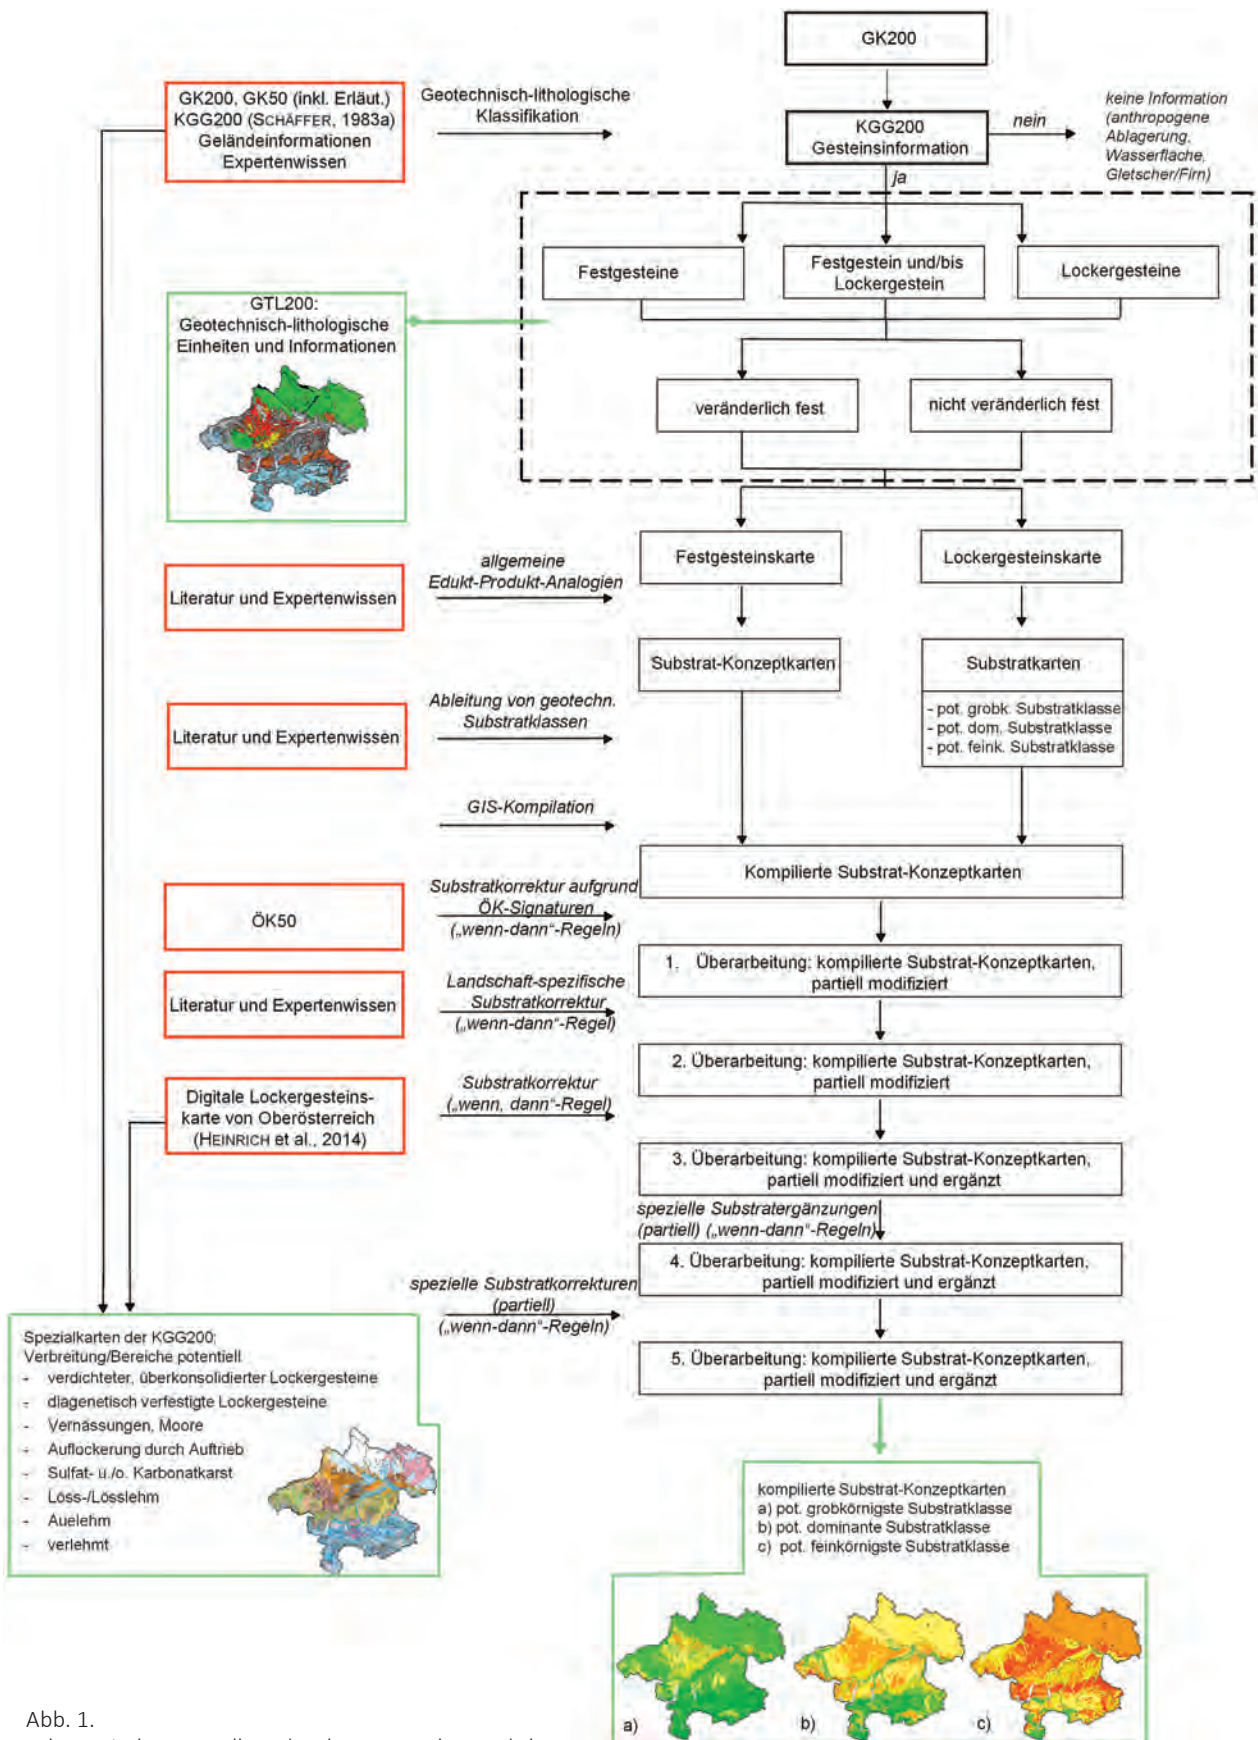 GK200
GK200, GK50 (inkl. Erläut.)
KGG200 (SCHÄFFER, 1983a)
Geländeinformationen
Expertenwissen
Geotechnisch-lithologische
Klassifikation
KGG200
Gesteinsinformation
nein
keine Information
(anthropogene
Ablagerung,
Wasserfläche,
Gletscher/Firn)
ja
Festgesteine
Festgestein und/bis
Lockergestein
Lockergesteine
GTL200:
Geotechnisch-lithologische
Einheiten und Informationen
veränderlich fest
nicht veränderlich fest
Festgesteinskarte
Lockergesteinskarte
Literatur und Expertenwissen
allgemeine
Edukt-Produkt-Analogien
Substrat-Konzeptkarten
Substratkarten
- pot. grobk. Substratklasse
- pot. dom. Substratklasse
- pot. feink. Substratklasse
Literatur und Expertenwissen
Ableitung von geotechn.
Substratklassen
GIS-Kompilation
Kompilierte Substrat-Konzeptkarten
ÖK50
Substratkorrektur aufgrund
ÖK-Signaturen
(„wenn-dann“-Regeln)
1. Überarbeitung: kompilierte Substrat-Konzeptkarten,
partiell modifiziert
Literatur und Expertenwissen
Landschaft-spezifische
Substratkorrektur
(„wenn-dann“-Regel)
2. Überarbeitung: kompilierte Substrat-Konzeptkarten,
partiell modifiziert
Digitale Lockergesteins-
karte von Oberösterreich
(HEINRICH et al., 2014)
Substratkorrektur
(„wenn, dann“-Regel)
3. Überarbeitung: kompilierte Substrat-Konzeptkarten,
partiell modifiziert und ergänzt
spezielle Substratergänzungen
(partiell) („wenn-dann“-Regeln)
4. Überarbeitung: kompilierte Substrat-Konzeptkarten,
partiell modifiziert und ergänzt
spezielle Substratkorrekturen
(partiell)
(„wenn-dann“-Regeln)
5. Überarbeitung: kompilierte Substrat-Konzeptkarten,
partiell modifiziert und ergänzt
Spezialkarten der KGG200:
Verbreitung/Bereiche potentiell
- verdichteter, überkonsolidierter Lockergesteine
- diagenetisch verfestigte Lockergesteine
- Vernässungen, Moore
- Auflockerung durch Auftrieb
- Sulfat- u./o. Karbonatkarst
- Löss-/Lösslehm
- Auelehm
- verlehmt
kompilierte Substrat-Konzeptkarten
a) pot. grobkörnigste Substratklasse
b) pot. dominante Substratklasse
c) pot. feinkörnigste Substratklasse
a)
b)
c)
Abb. 1.